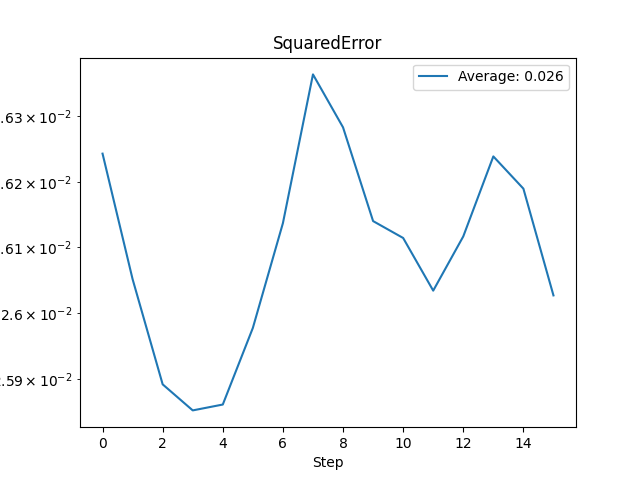 SquaredError
Average: 0.026
.63 × 10⁻²
.62 × 10⁻²
.61 × 10⁻²
2.6 × 10⁻²
.59 × 10⁻²
0 2 4 6 8 10 12 14
Step